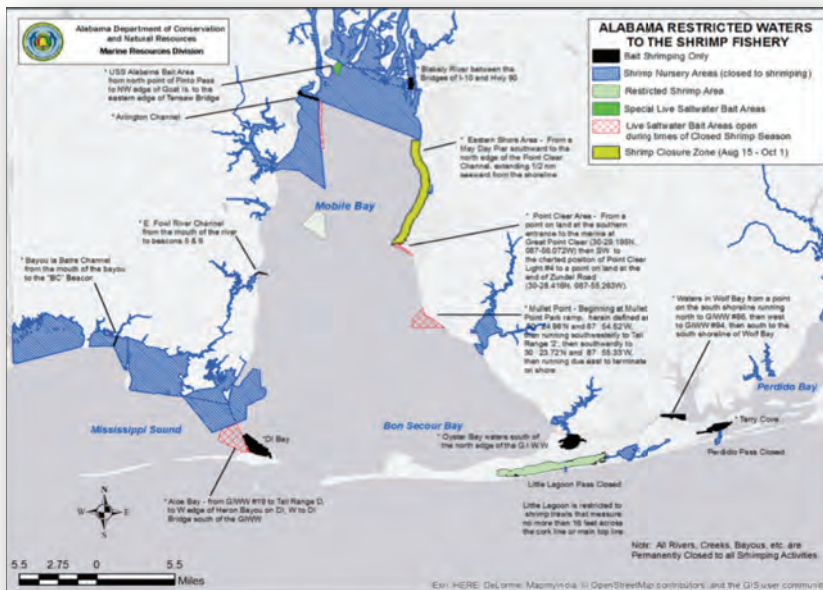 Alabama Department of Conservation
and Natural Resources
Marine Resources Division
ALABAMA RESTRICTED WATERS
TO THE SHRIMP FISHERY
Bait Shrimping Only
Shrimp Nursery Areas (closed to shrimping)
Restricted Shrimp Area
Special Live Saltwater Bait Areas
Live Saltwater Bait Areas open
during times of Closed Shrimp Season
Shrimp Closure Zone (Aug 15 - Oct 1)
* USS Alabama Bait Area
from north point of Pinto Pass
to NW edge of Goat Is. to the
eastern edge of Tensaw Bridge
* Blakely River between the
Bridges of I-10 and Hwy 90
* Arlington Channel
* Eastern Shore Area - From a
May Day Pier southward to the
north edge of the Point Clear
Channel, extending 1/2 nm
seaward from the shoreline
Mobile Bay
* Point Clear Area - From a
point on land at the southern
entrance to the marina at
Great Point Clear
then SW to
the charted position of Point Clear
Light #4 to a point on land at the
end of Zundel Road
* E. Fowl River Channel
from the mouth of the river
to beacons 5 & 6
* Bayou la Batre Channel
from the mouth of the bayou
to the "BC" Beacon
* Mullet Point - Beginning at Mullet
Point Park ramp, herein defined as
then running southwesterly to Tall
Range '2', then southwardly to
then running due east to terminate
on shore
* Waters in Wolf Bay from a point
on the south shoreline running
north to GIWW #86, then west
to GIWW #94, then south to the
south shoreline of Wolf Bay
Perdido Bay
Mississippi Sound
Bon Secour Bay
* DI Bay
* Oyster Bay waters south of
the north edge of the G.I.W.W.
* Terry Cove
Perdido Pass Closed
Little Lagoon Pass Closed
* Aloe Bay - from GIWW #19 to Tall Range D,
to W edge of Heron Bayou on DI, W to DI
Bridge south of the GIWW
Little Lagoon is restricted to
shrimp trawls that measure
no more than 16 feet across
the cork line or main top line
N
W E
S
Note: All Rivers, Creeks, Bayous, etc. are
Permanently Closed to all Shrimping Activities.
5.5 2.75 0 5.5
Miles
Esri, HERE, DeLorme, MapmyIndia, © OpenStreetMap contributors, and the GIS user community